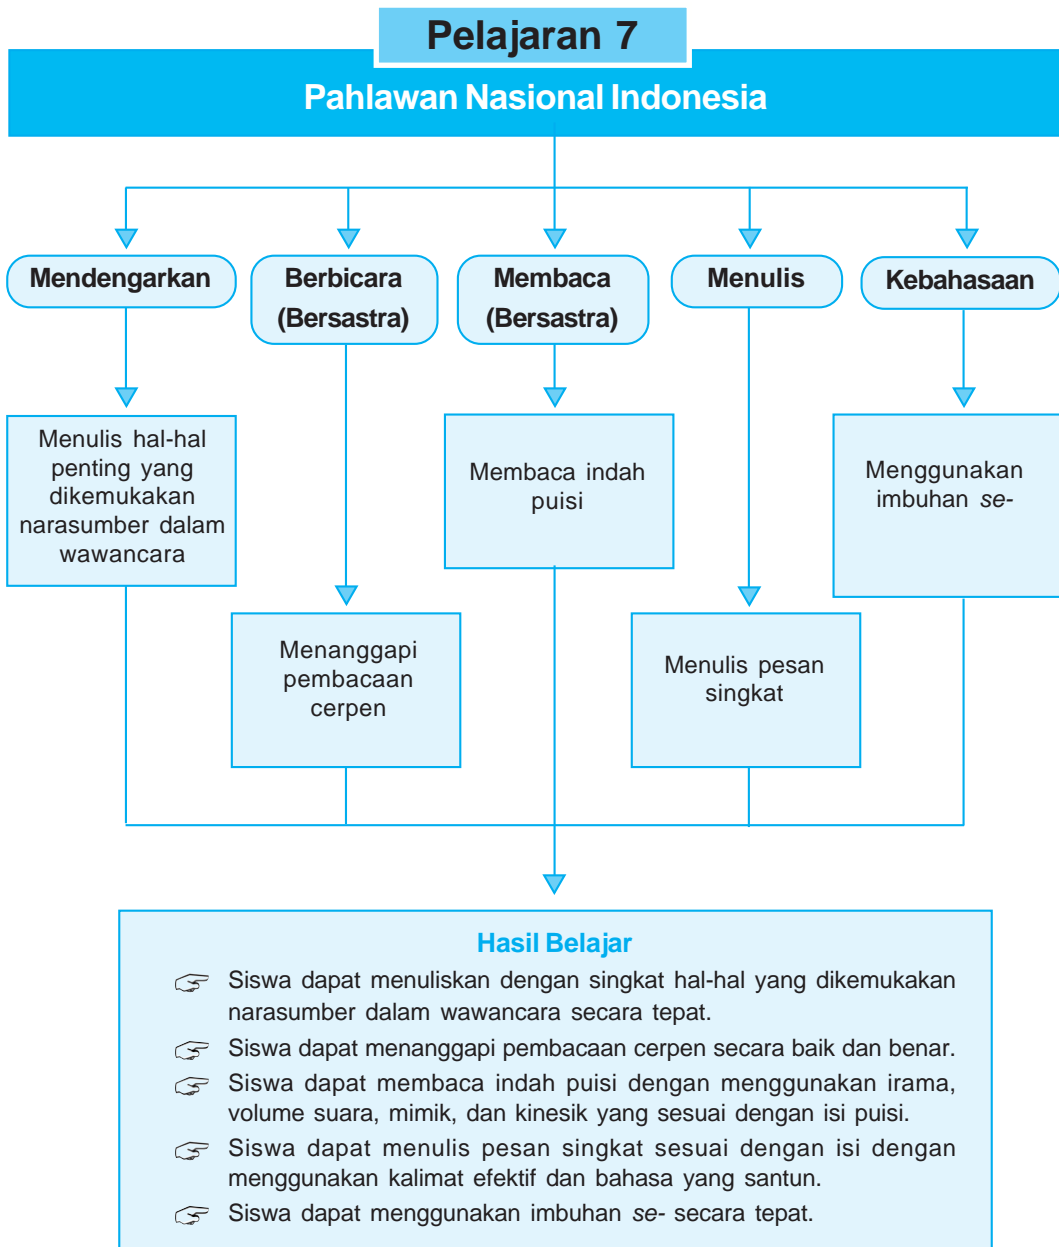 Pelajaran 7
Pahlawan Nasional Indonesia
Mendengarkan
Berbicara
(Bersastra)
Membaca
(Bersastra)
Menulis
Kebahasaan
Menulis hal-hal
penting yang
dikemukakan
narasumber dalam
wawancara
Membaca indah
puisi
Menggunakan
imbuhan se-
Menanggapi
pembacaan
cerpen
Menulis pesan
singkat
Hasil Belajar
Siswa dapat menuliskan dengan singkat hal-hal yang dikemukakan
narasumber dalam wawancara secara tepat.
Siswa dapat menanggapi pembacaan cerpen secara baik dan benar.
Siswa dapat membaca indah puisi dengan menggunakan irama,
volume suara, mimik, dan kinesik yang sesuai dengan isi puisi.
Siswa dapat menulis pesan singkat sesuai dengan isi dengan
menggunakan kalimat efektif dan bahasa yang santun.
Siswa dapat menggunakan imbuhan se- secara tepat.